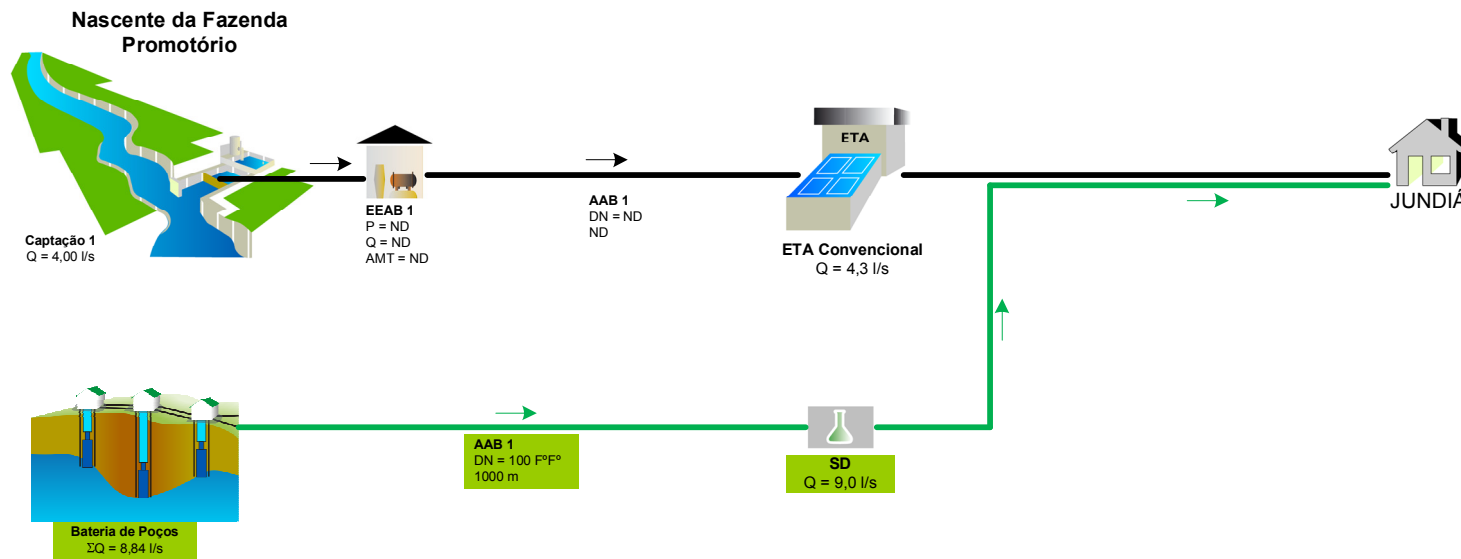 Nascente da Fazenda
Promotório
Captação 1
Q = 4,00 l/s
EEAB 1
P = ND
Q = ND
AMT = ND
AAB 1
DN = ND
ND
ETA
ETA Convencional
Q = 4,3 l/s
JUNDIÁ
Bateria de Poços
ΣQ = 8,84 l/s
AAB 1
DN = 100 FºFº
1000 m
SD
Q = 9,0 l/s